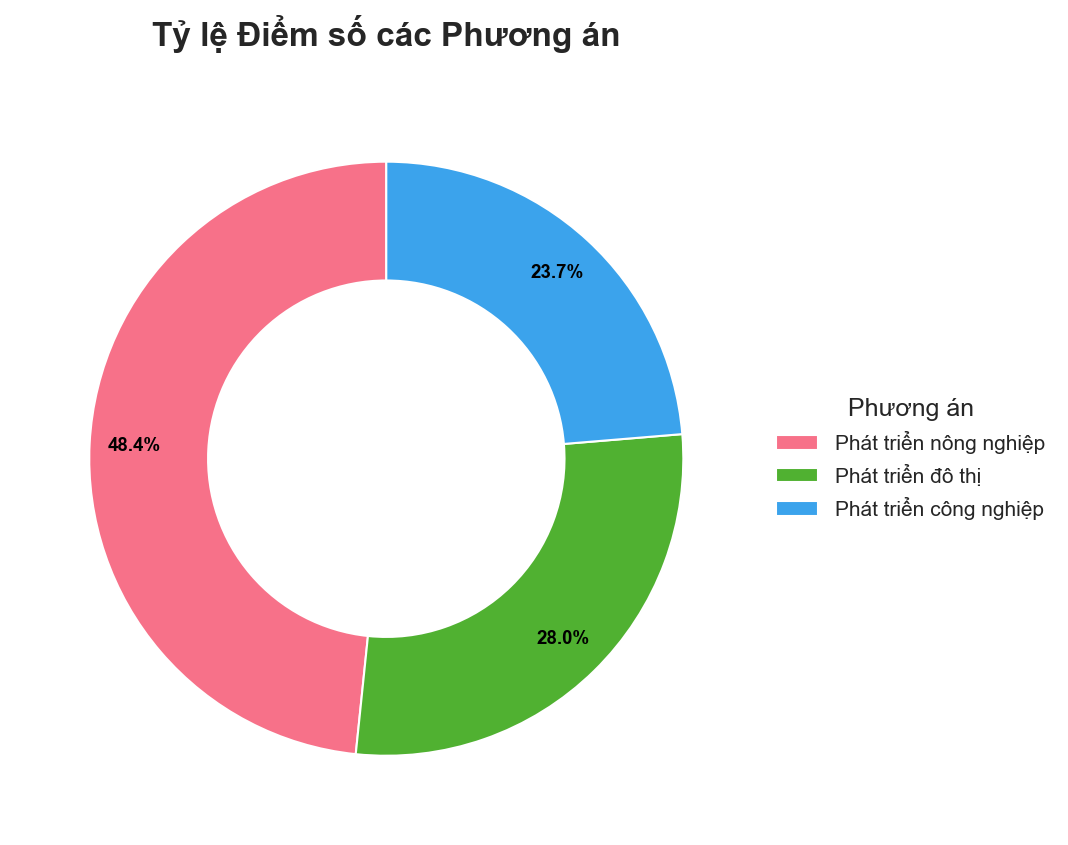 Tỷ lệ Điểm số các Phương án
23.7%
48.4%
28.0%
Phương án
Phát triển nông nghiệp
Phát triển đô thị
Phát triển công nghiệp